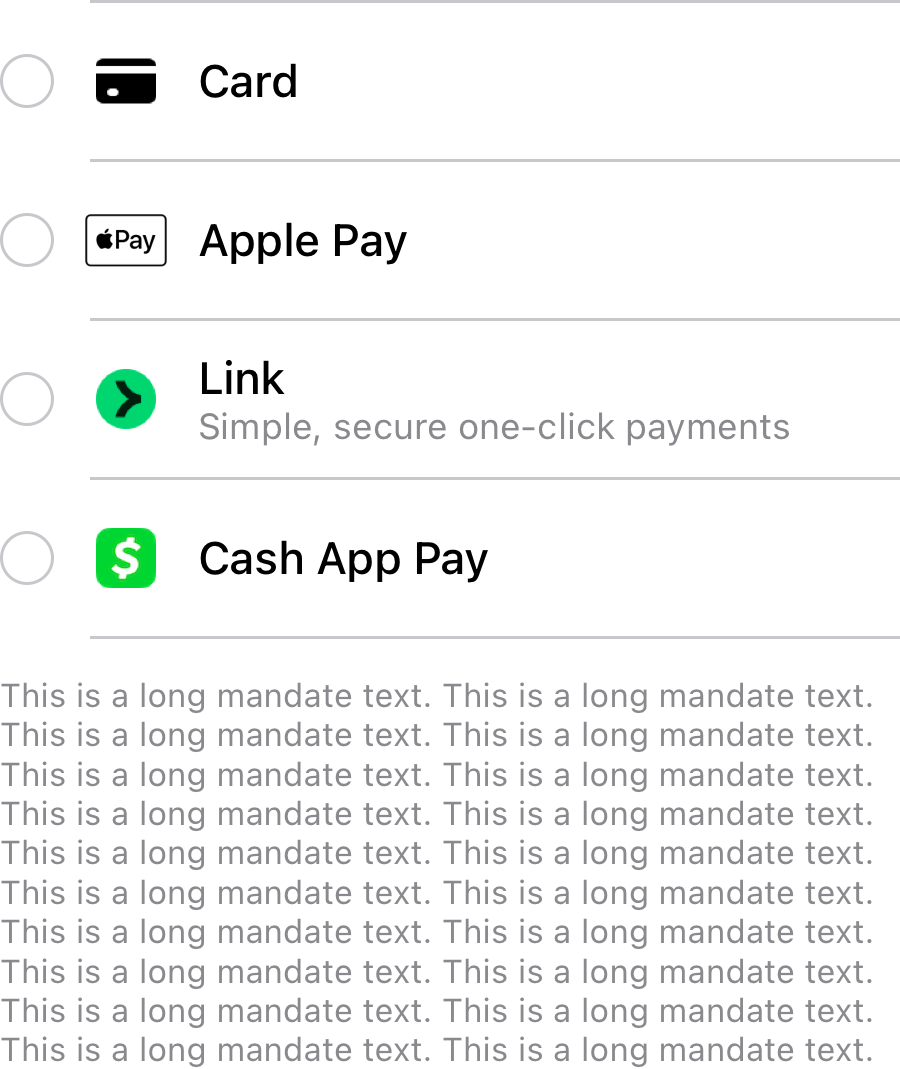 Card
Pay
Apple Pay
Link
Simple, secure one-click payments
$
Cash App Pay
This is a long mandate text. This is a long mandate text.
This is a long mandate text. This is a long mandate text.
This is a long mandate text. This is a long mandate text.
This is a long mandate text. This is a long mandate text.
This is a long mandate text. This is a long mandate text.
This is a long mandate text. This is a long mandate text.
This is a long mandate text. This is a long mandate text.
This is a long mandate text. This is a long mandate text.
This is a long mandate text. This is a long mandate text.
This is a long mandate text. This is a long mandate text.